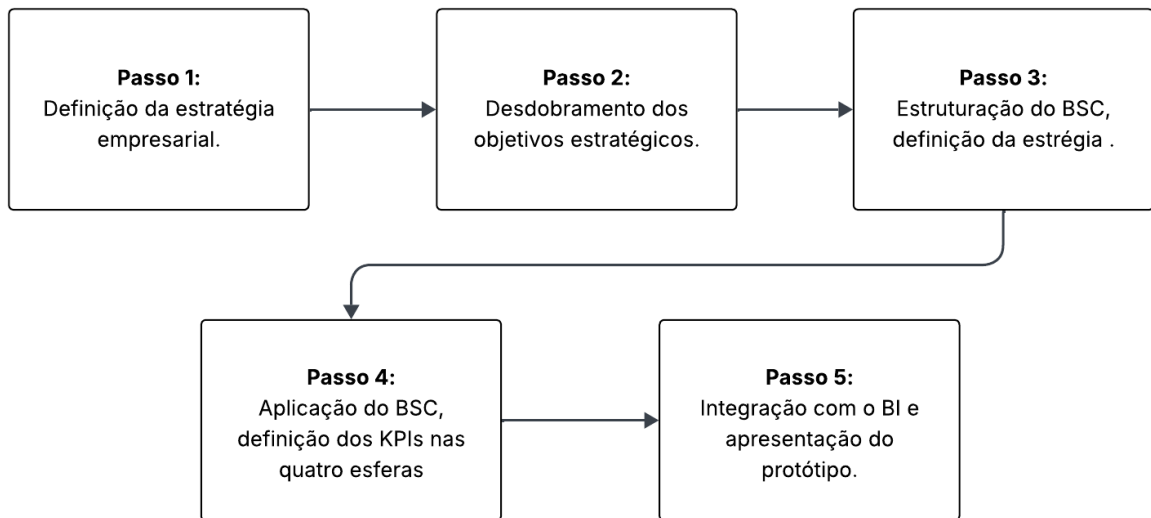 Passo 1:
Definição da estratégia
empresarial.
Passo 2:
Desdobramento dos
objetivos estratégicos.
Passo 3:
Estruturação do BSC,
definição da estrégia .
Passo 4:
Aplicação do BSC,
definição dos KPIs nas
quatro esferas
Passo 5:
Integração com o BI e
apresentação do
protótipo.